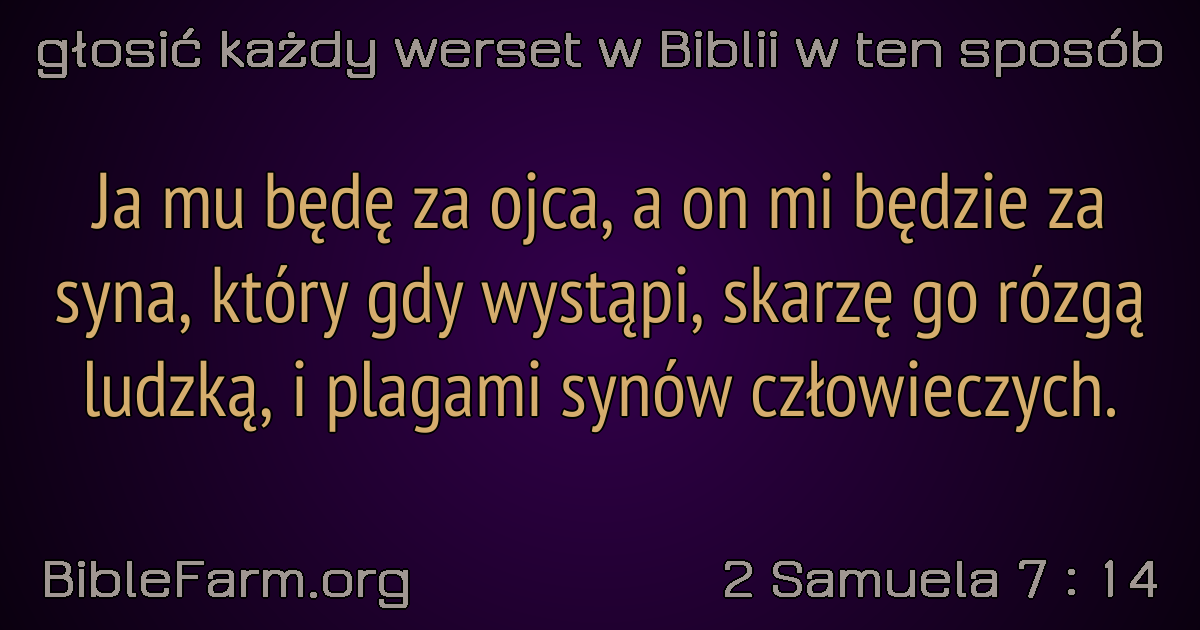 głosić każdy werset w Biblii w ten sposób
Ja mu będę za ojca, a on mi będzie za
syna, który gdy wystąpi, skarzę go rózgą
ludzką, i plagami synów człowieczych.
BibleFarm.org
2 Samuela 7 : 14